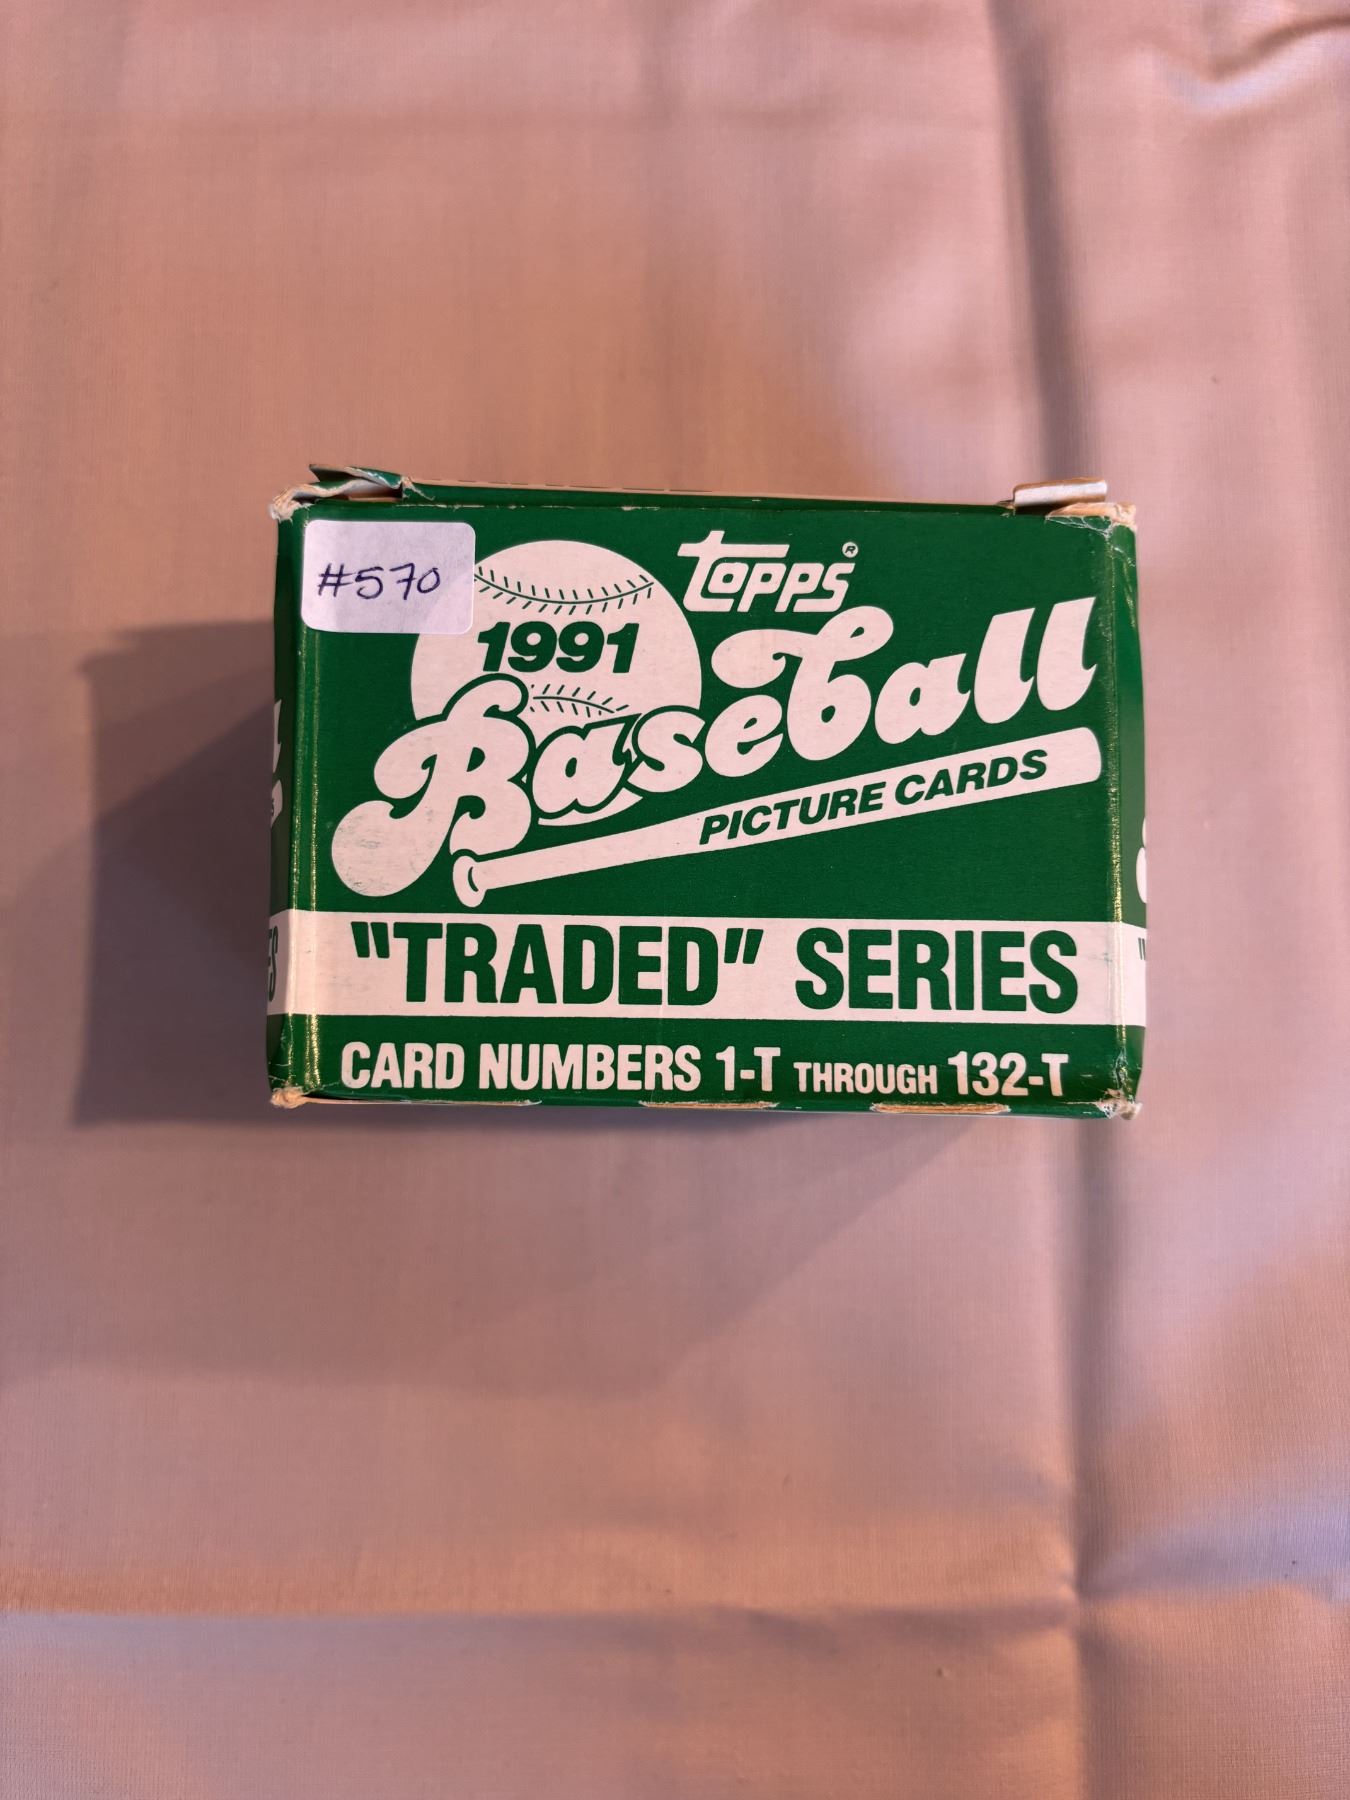 #570
TOPPS®
1991
Baseball
PICTURE CARDS
"TRADED" SERIES
CARD NUMBERS 1-T THROUGH 132-T